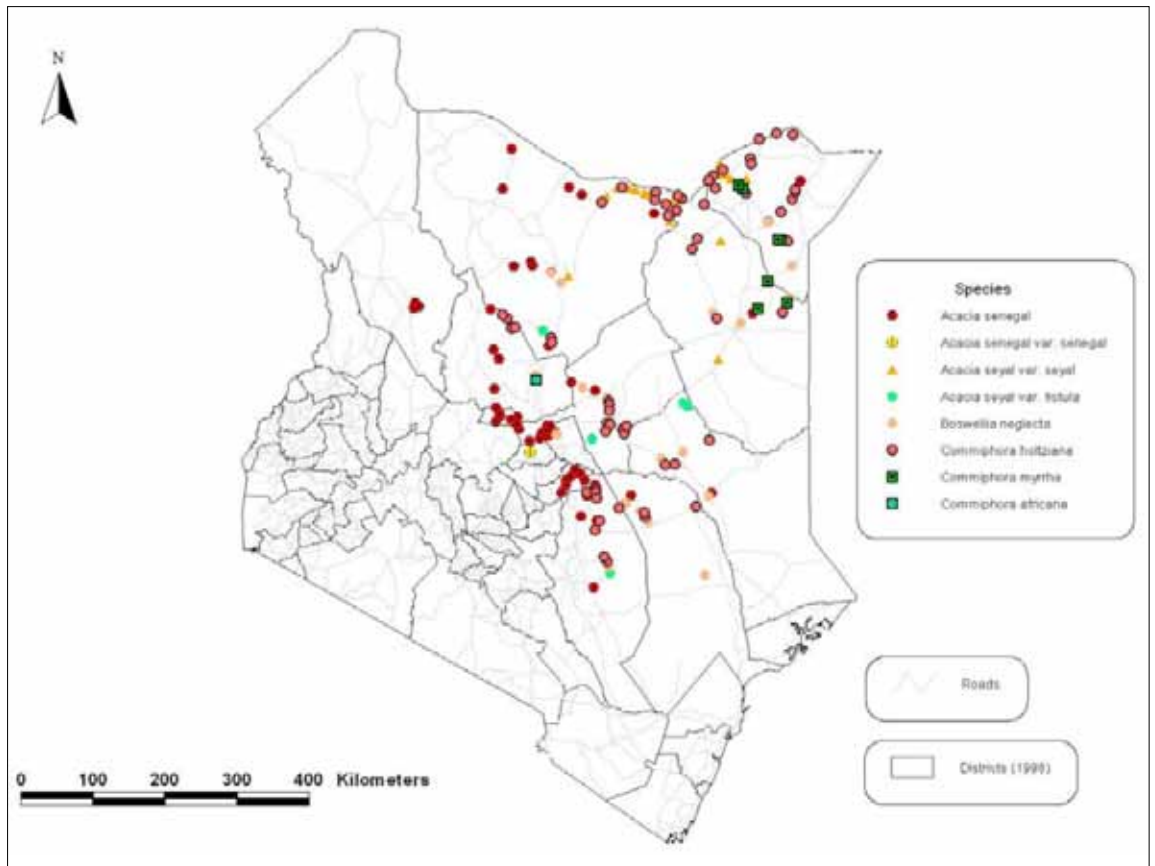 N
Species
Acacia senegal
Acacia senegal var. senegal
Acacia seyal var. seyal
Acacia seyal var. fistula
Boswellia neglecta
Commiphora holtziana
Commiphora myrrha
Commiphora africana
Roads
Districts (1998)
0 100 200 300 400 Kilometers